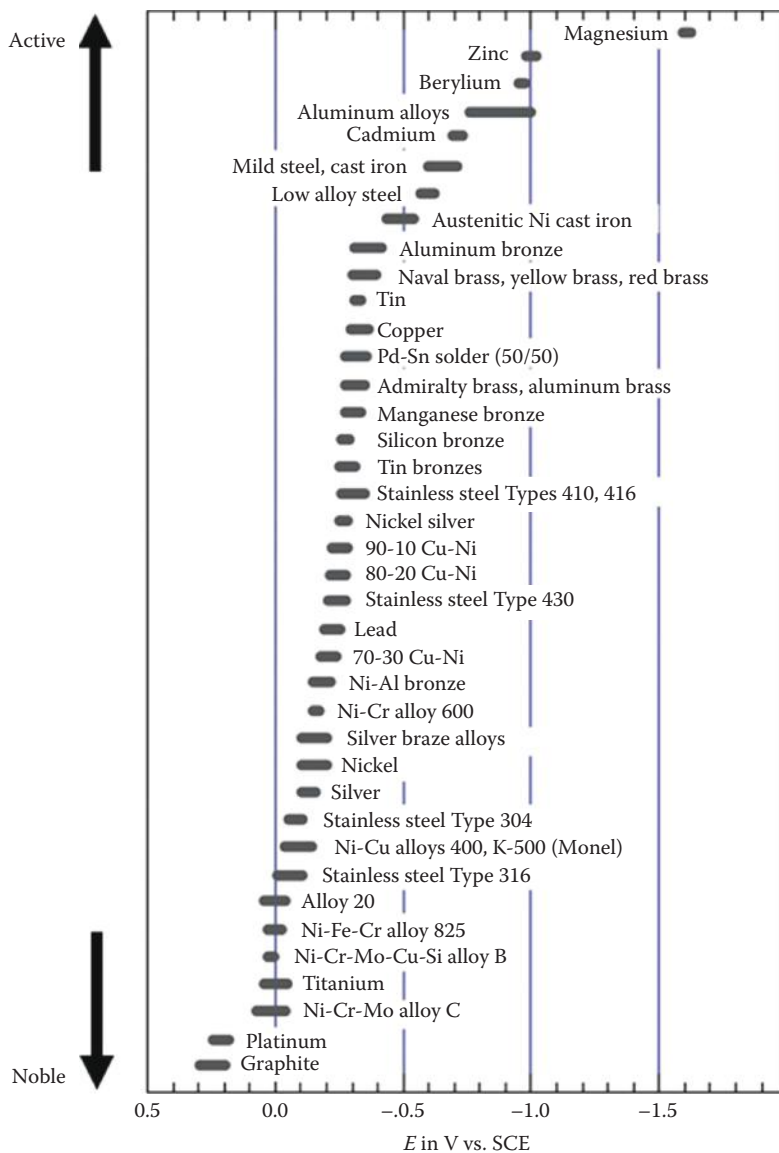 Active
Magnesium
Zinc
Berylium
Aluminum alloys
Cadmium
Mild steel, cast iron
Low alloy steel
Austenitic Ni cast iron
Aluminum bronze
Naval brass, yellow brass, red brass
Tin
Copper
Pd-Sn solder (50/50)
Admiralty brass, aluminum brass
Manganese bronze
Silicon bronze
Tin bronzes
Stainless steel Types 410, 416
Nickel silver
90-10 Cu-Ni
80-20 Cu-Ni
Stainless steel Type 430
Lead
70-30 Cu-Ni
Ni-Al bronze
Ni-Cr alloy 600
Silver braze alloys
Nickel
Silver
Stainless steel Type 304
Ni-Cu alloys 400, K-500 (Monel)
Stainless steel Type 316
Alloy 20
Ni-Fe-Cr alloy 825
Ni-Cr-Mo-Cu-Si alloy B
Titanium
Ni-Cr-Mo alloy C
Platinum
Graphite
Noble
0.5 0.0 −.0.5 −1.0 −1.5
E in V vs. SCE